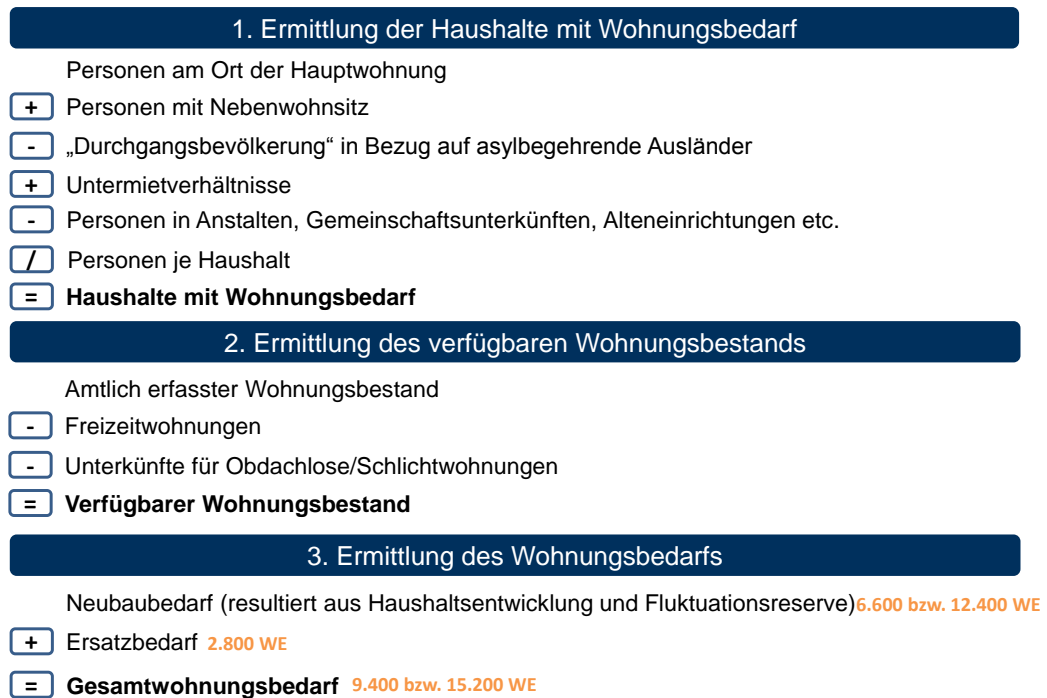 1. Ermittlung der Haushalte mit Wohnungsbedarf
Personen am Ort der Hauptwohnung
+ Personen mit Nebenwohnsitz
- „Durchgangsbevölkerung“ in Bezug auf asylbegehrende Ausländer
+ Untermietverhältnisse
- Personen in Anstalten, Gemeinschaftsunterkünften, Alteneinrichtungen etc.
/ Personen je Haushalt
= Haushalte mit Wohnungsbedarf
2. Ermittlung des verfügbaren Wohnungsbestands
Amtlich erfasster Wohnungsbestand
- Freizeitwohnungen
- Unterkünfte für Obdachlose/Schlichtwohnungen
= Verfügbarer Wohnungsbestand
3. Ermittlung des Wohnungsbedarfs
Neubaubedarf (resultiert aus Haushaltsentwicklung und Fluktuationsreserve) 6.600 bzw. 12.400 WE
+ Ersatzbedarf 2.800 WE
= Gesamtwohnungsbedarf 9.400 bzw. 15.200 WE